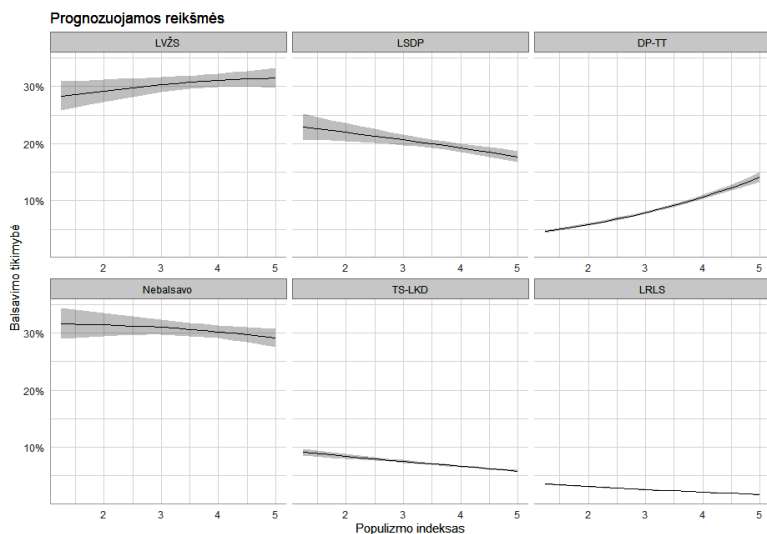 Prognozuojamos reikšmės
LVŽS LSDP DP-TT
30%
20%
10%
2 3 4 5 2 3 4 5 2 3 4 5
Balsavimo tikimybė
Nebalsavo TS-LKD LRLS
30%
20%
10%
2 3 4 5 2 3 4 5 2 3 4 5
Populizmo indeksas